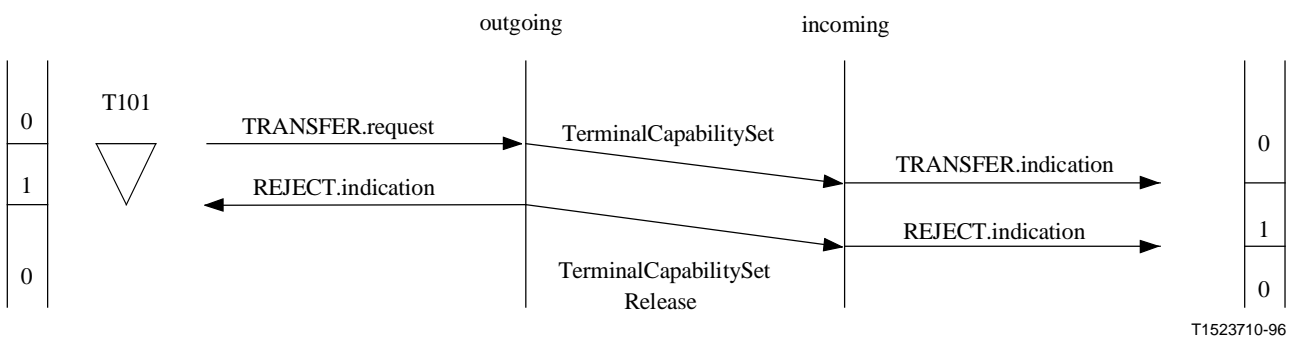 outgoing incoming
T101
0 TRANSFER.request TerminalCapabilitySet 0
TRANSFER.indication
1 REJECT.indication
REJECT.indication 1
0 TerminalCapabilitySet
Release 0
T1523710-96